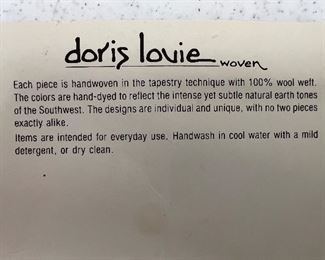 doris louie woven
Each piece is handwoven in the tapestry technique with 100% wool weft.
The colors are hand-dyed to reflect the intense yet subtle natural earth tones
of the Southwest. The designs are individual and unique, with no two pieces
exactly alike.
Items are intended for everyday use. Handwash in cool water with a mild
detergent, or dry clean.